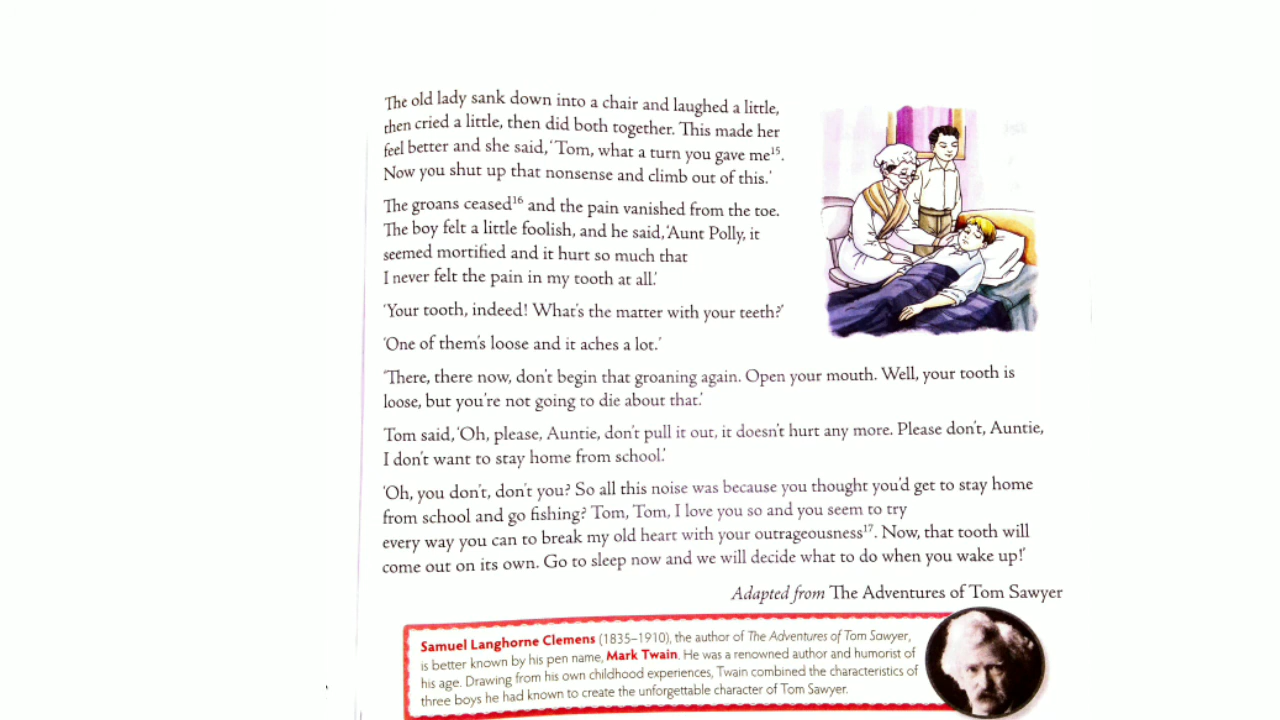 The old lady sank down into a chair and laughed a little,
then cried a little, then did both together. This made her
feel better and she said, 'Tom, what a turn you gave me¹⁵.
Now you shut up that nonsense and climb out of this.'
The groans ceased¹⁶ and the pain vanished from the toe.
The boy felt a little foolish, and he said, 'Aunt Polly, it
seemed mortified and it hurt so much that
I never felt the pain in my tooth at all.'
'Your tooth, indeed! What's the matter with your teeth?'
'One of them's loose and it aches a lot.'
'There, there now, don't begin that groaning again. Open your mouth. Well, your tooth is
loose, but you're not going to die about that.'
Tom said, 'Oh, please, Auntie, don't pull it out, it doesn't hurt any more. Please don't, Auntie,
I don't want to stay home from school.'
'Oh, you don't, don't you? So all this noise was because you thought you'd get to stay home
from school and go fishing? Tom, Tom, I love you so and you seem to try
every way you can to break my old heart with your outrageousness¹⁷. Now, that tooth will
come out on its own. Go to sleep now and we will decide what to do when you wake up!'
Adapted from The Adventures of Tom Sawyer
Samuel Langhorne Clemens (1835–1910), the author of The Adventures of Tom Sawyer,
is better known by his pen name, Mark Twain. He was a renowned author and humorist of
his age. Drawing from his own childhood experiences, Twain combined the characteristics of
three boys he had known to create the unforgettable character of Tom Sawyer.